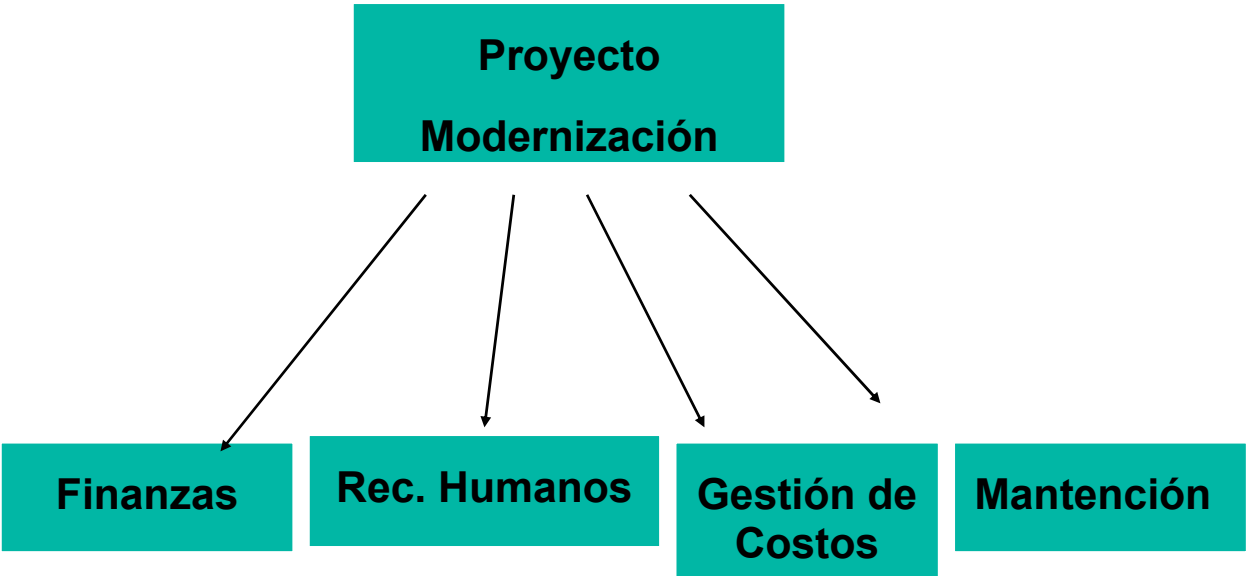 Proyecto
Modernización
Finanzas
Rec. Humanos
Gestión de
Costos
Mantención